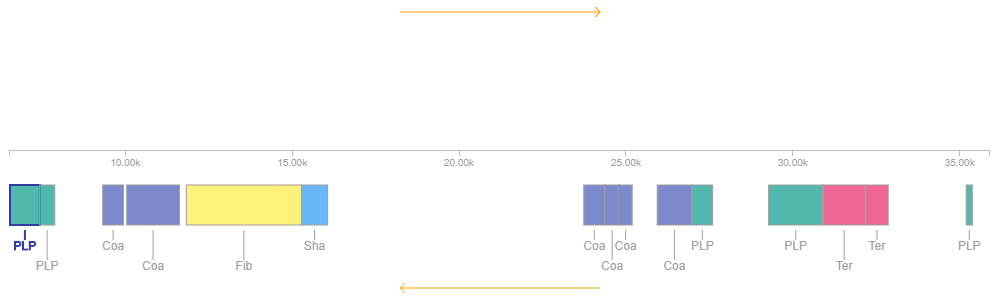 10.00k 15.00k 20.00k 25.00k 30.00k 35.00k
PLP Coa Sha Coa Coa PLP PLP Ter PLP
PLP Coa Fib Coa Coa Ter